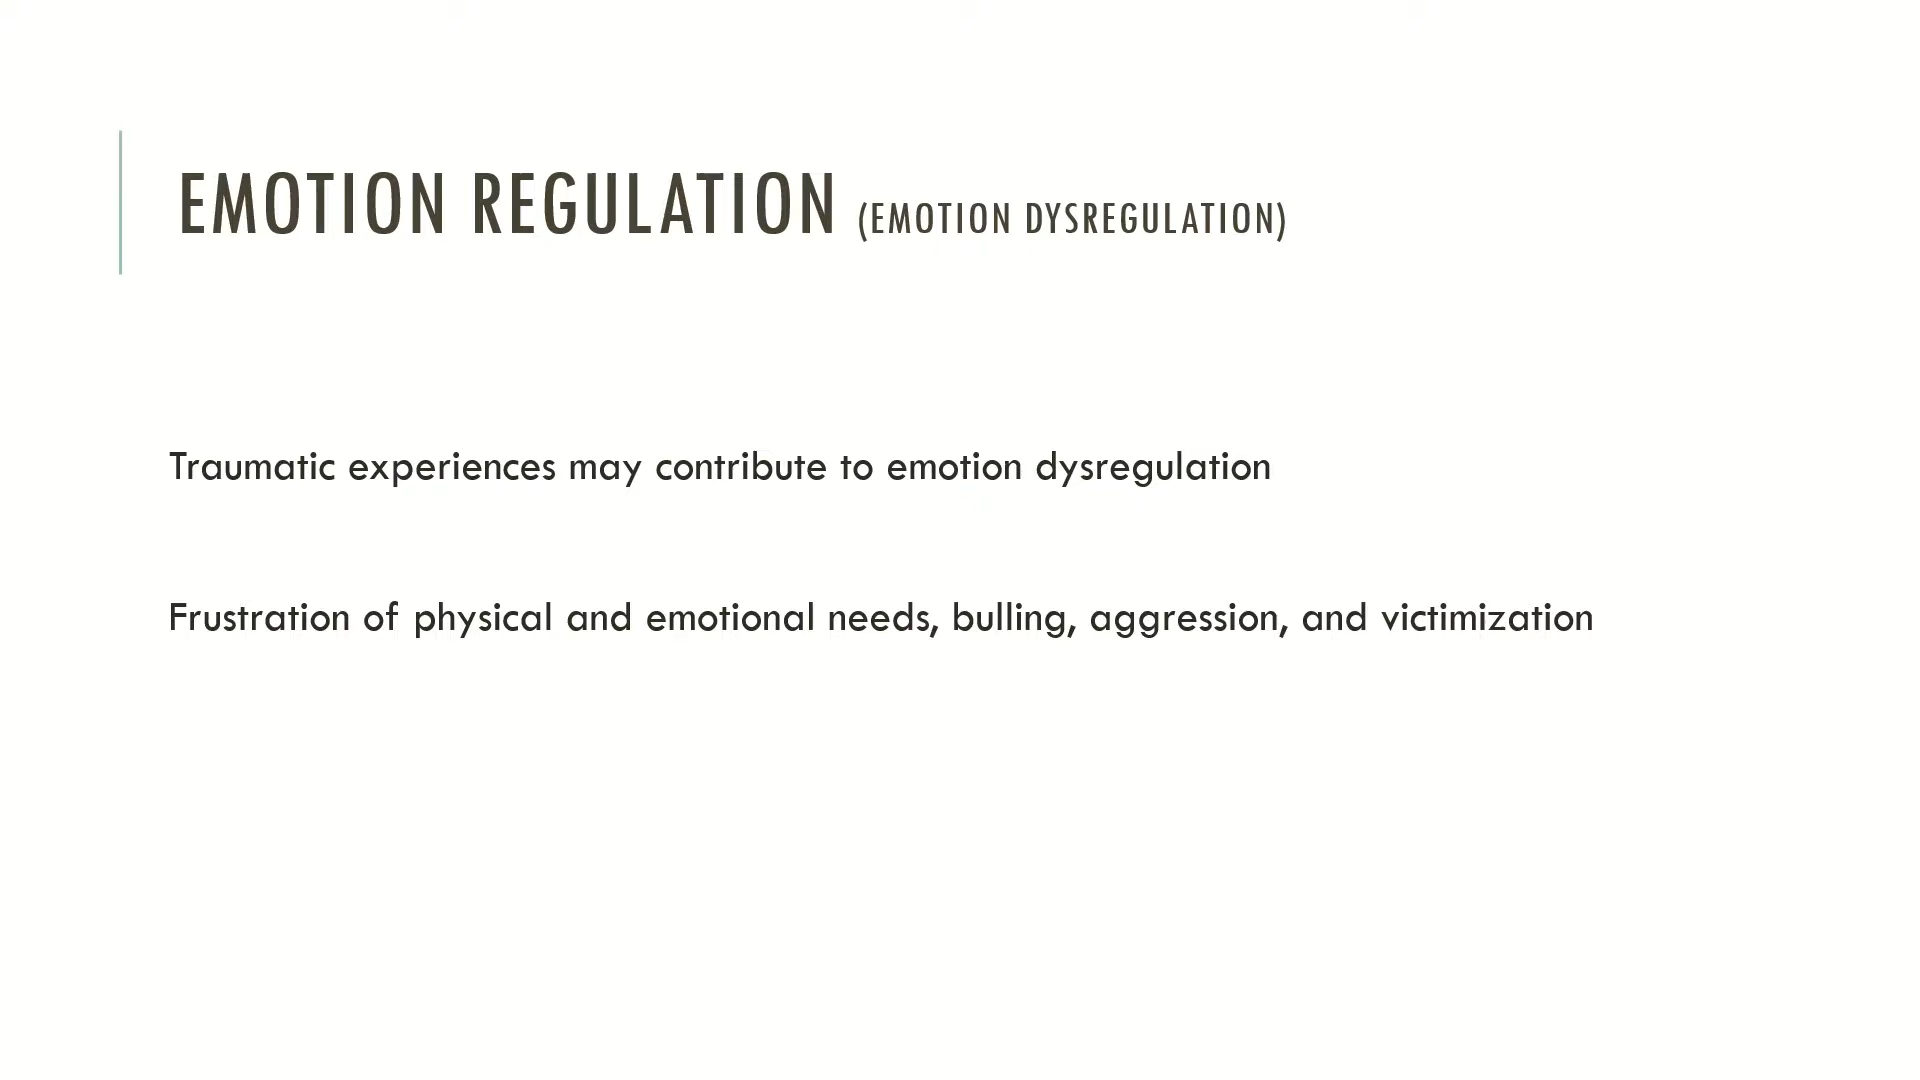 EMOTION REGULATION (EMOTION DYSREGULATION)
Traumatic experiences may contribute to emotion dysregulation
Frustration of physical and emotional needs, bulling, aggression, and victimization